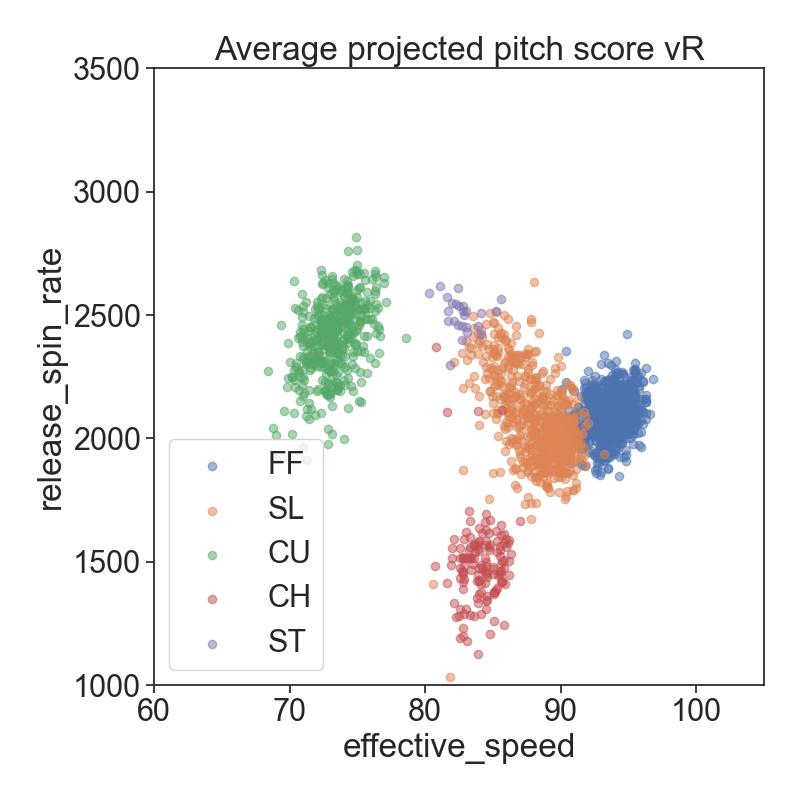 Average projected pitch score vR
3500
3000
2500
2000
1500
1000
release_spin_rate
FF
SL
CU
CH
ST
60 70 80 90 100
effective_speed